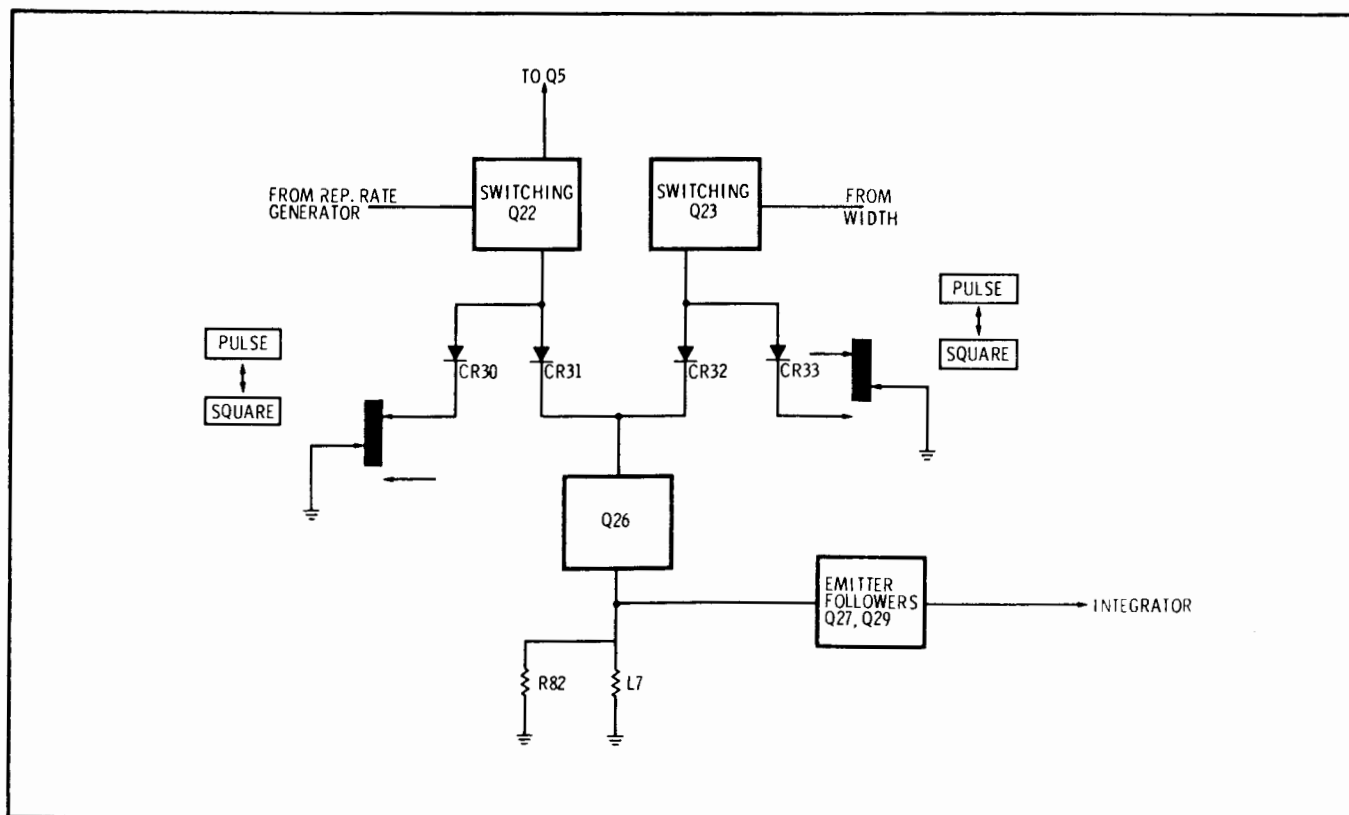 TO Q5
FROM REP. RATE
GENERATOR
SWITCHING
Q22
SWITCHING
Q23
FROM
WIDTH
PULSE
SQUARE
PULSE
SQUARE
CR30
CR31
CR32
CR33
Q26
EMITTER
FOLLOWERS
Q27, Q29
INTEGRATOR
R82
L7